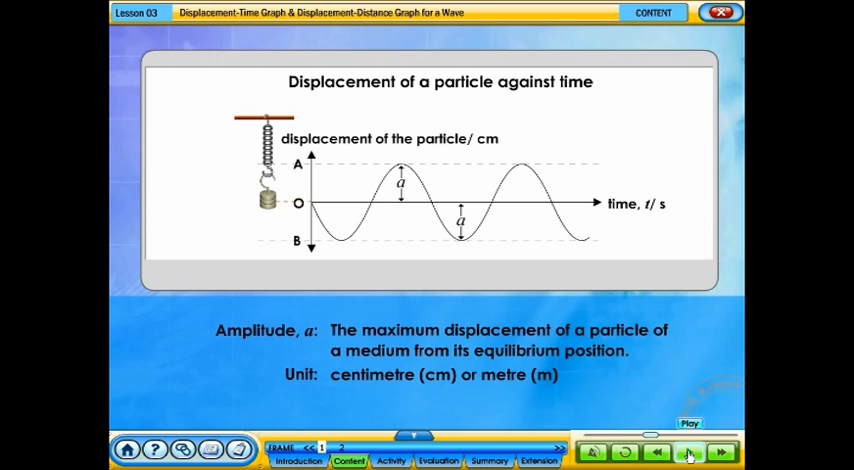 Lesson 03
Displacement-Time Graph & Displacement-Distance Graph for a Wave
CONTENT
Displacement of a particle against time
displacement of the particle/ cm
A
a
O
time, t/ s
a
B
Amplitude, a: The maximum displacement of a particle of
a medium from its equilibrium position.
Unit: centimetre (cm) or metre (m)
Play
FRAME << 1 2 >>
Introduction Content Activity Evaluation Summary Extension